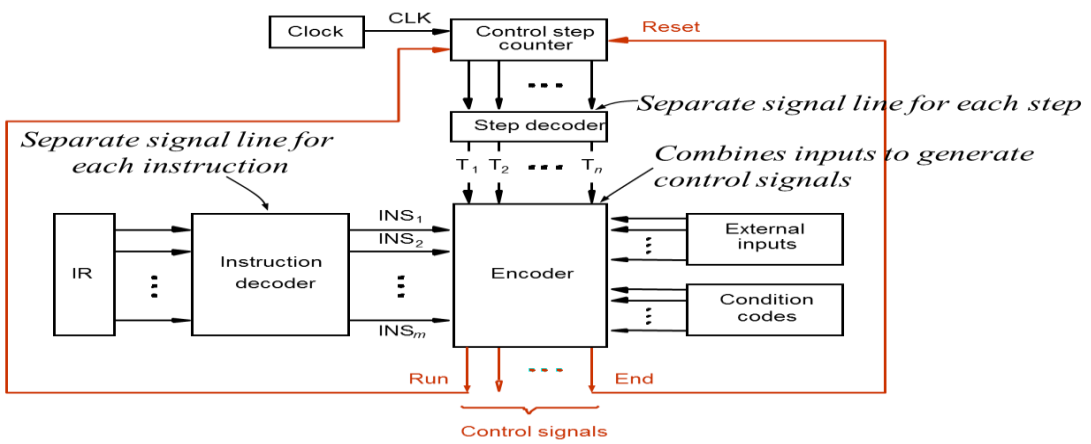 Clock
CLK
Control step
counter
Reset
Separate signal line for each step
Step decoder
Separate signal line for
each instruction
T1 T2 Tn
Combines inputs to generate
control signals
IR
Instruction
decoder
INS1
INS2
INSm
Encoder
External
inputs
Condition
codes
Run
End
Control signals